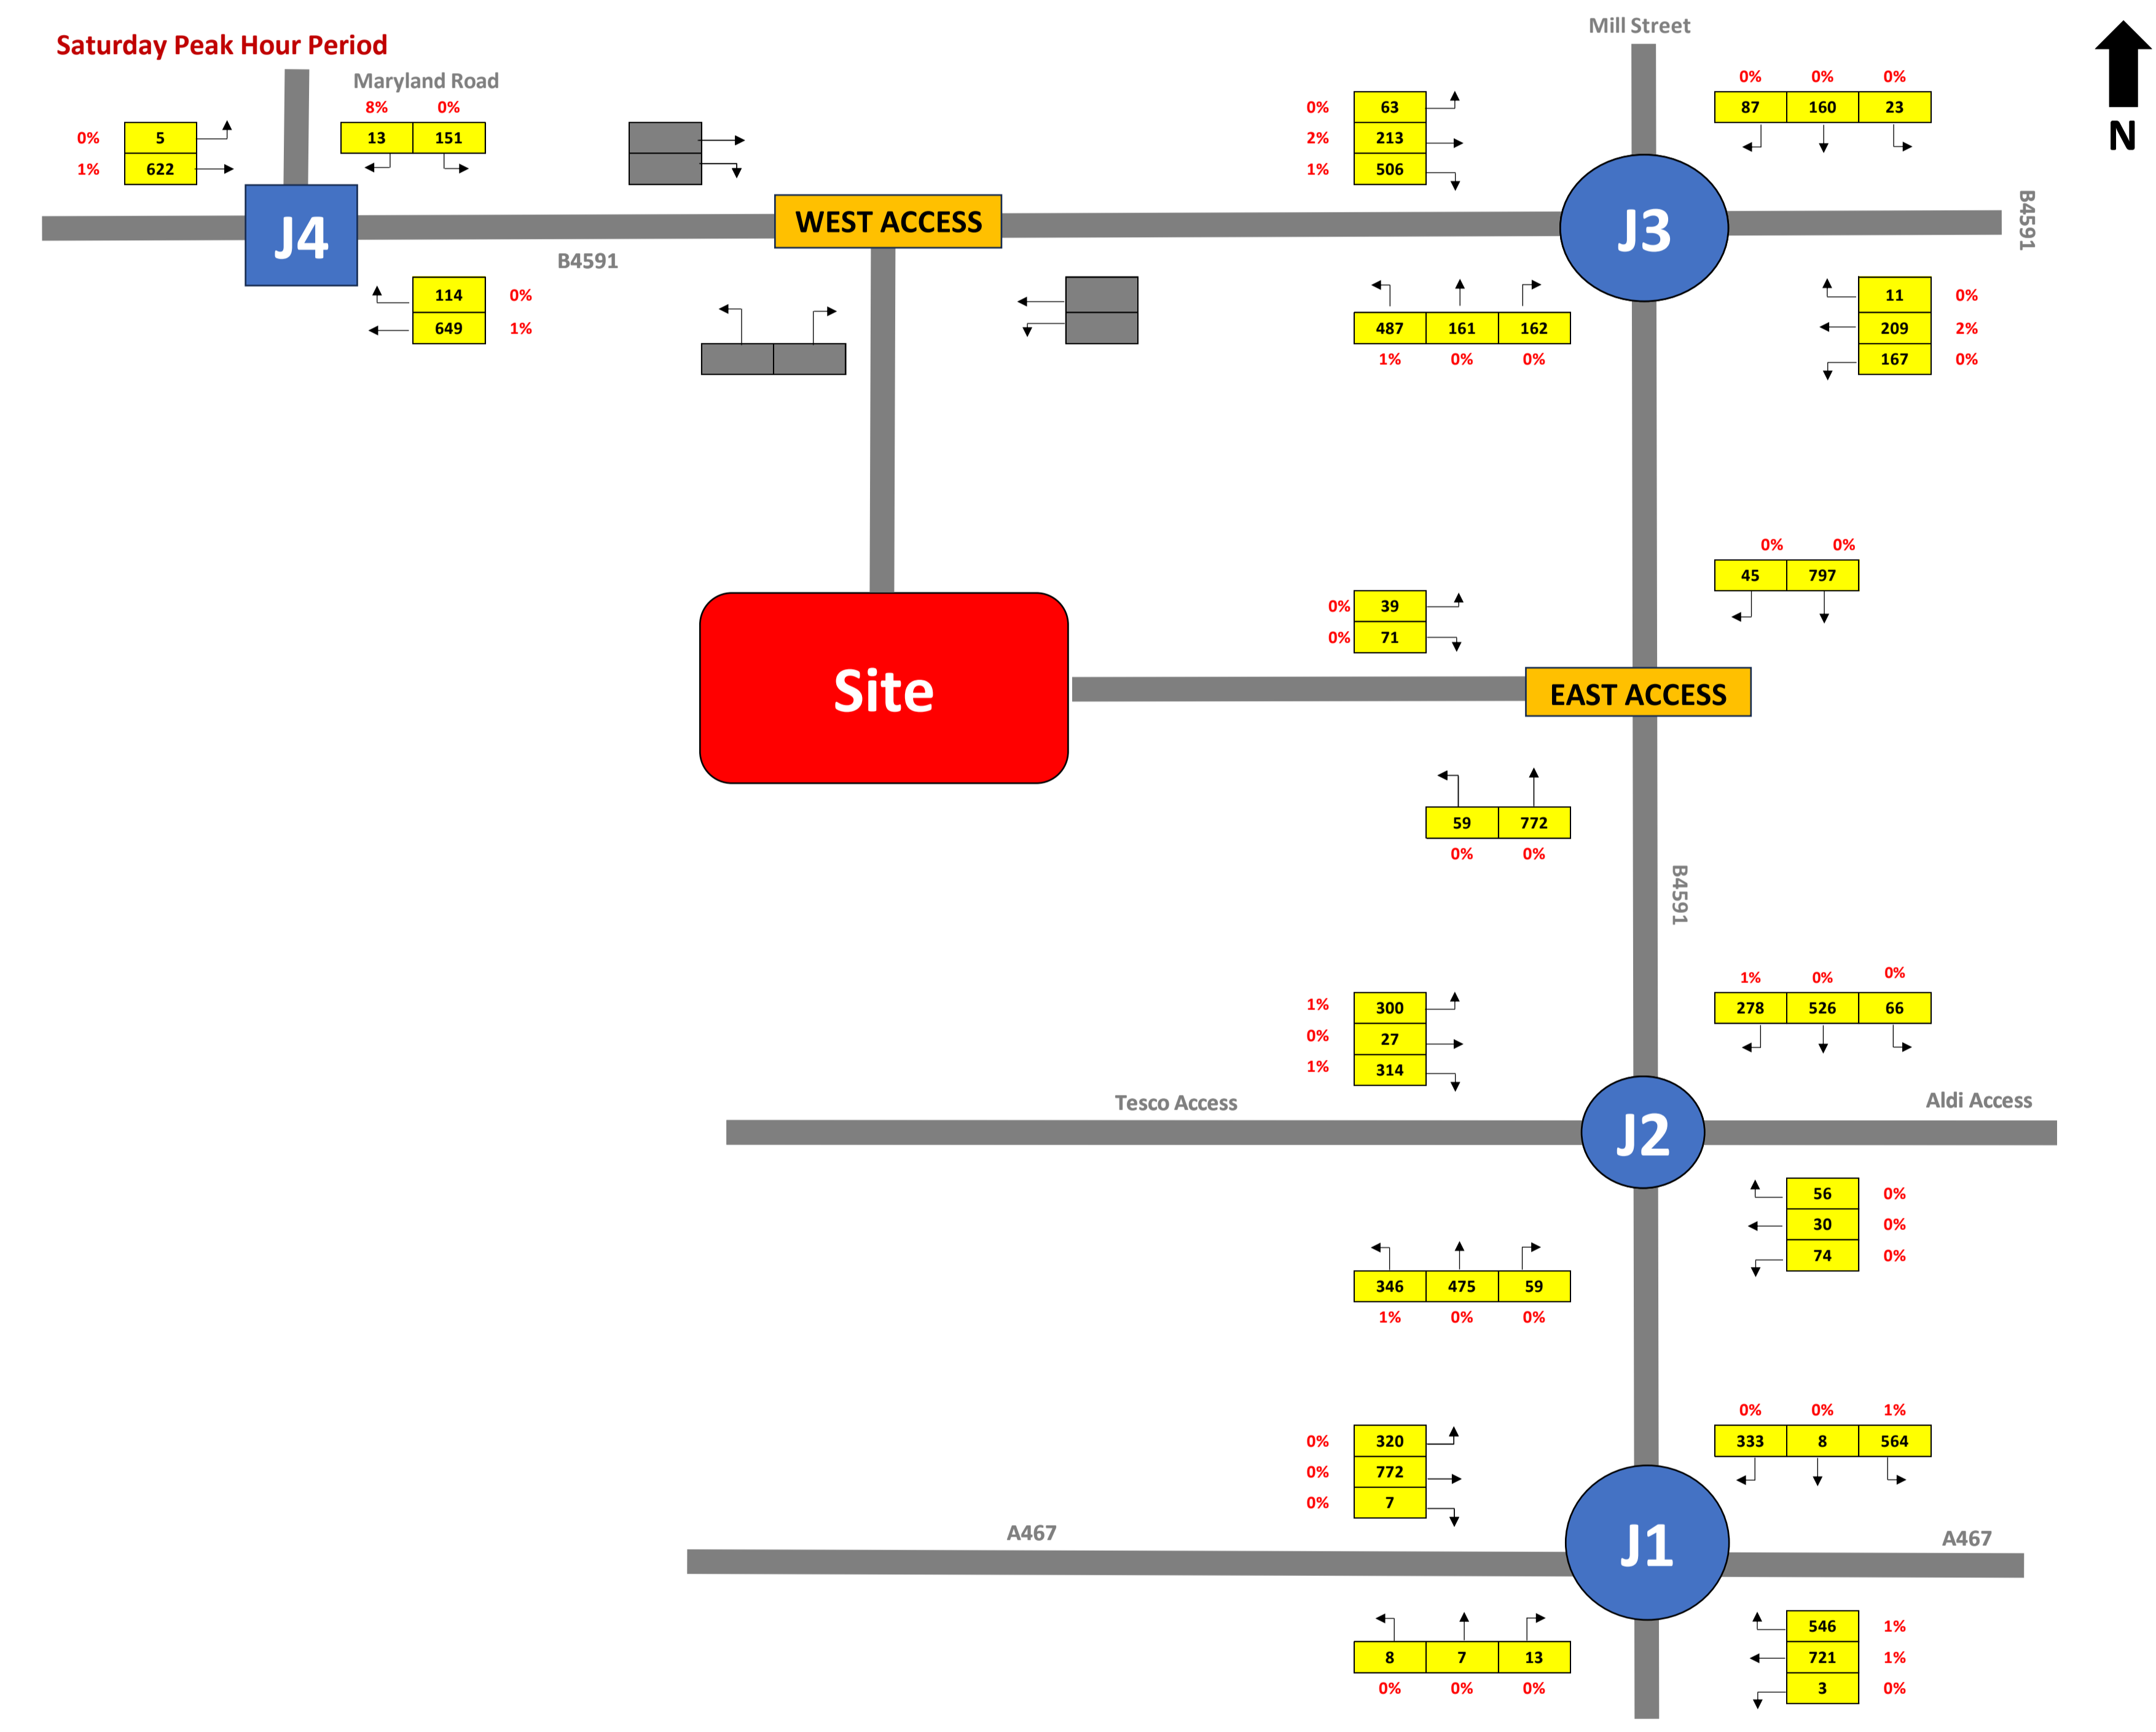 Mill Street
Saturday Peak Hour Period
Maryland Road
8% 0%
13 151
0% 5
1% 622
0% 63
2% 213
1% 506
0% 0% 0%
87 160 23
N
J4
WEST ACCESS
J3
B4591
B4591
114 0%
649 1%
487 161 162
1% 0% 0%
11 0%
209 2%
167 0%
0% 0%
45 797
0% 39
0% 71
Site
EAST ACCESS
59 772
0% 0%
B4591
1% 0% 0%
278 526 66
1% 300
0% 27
1% 314
Tesco Access
Aldi Access
J2
56 0%
30 0%
74 0%
346 475 59
1% 0% 0%
0% 0% 1%
333 8 564
0% 320
0% 772
0% 7
A467
A467
J1
8 7 13
0% 0% 0%
546 1%
721 1%
3 0%